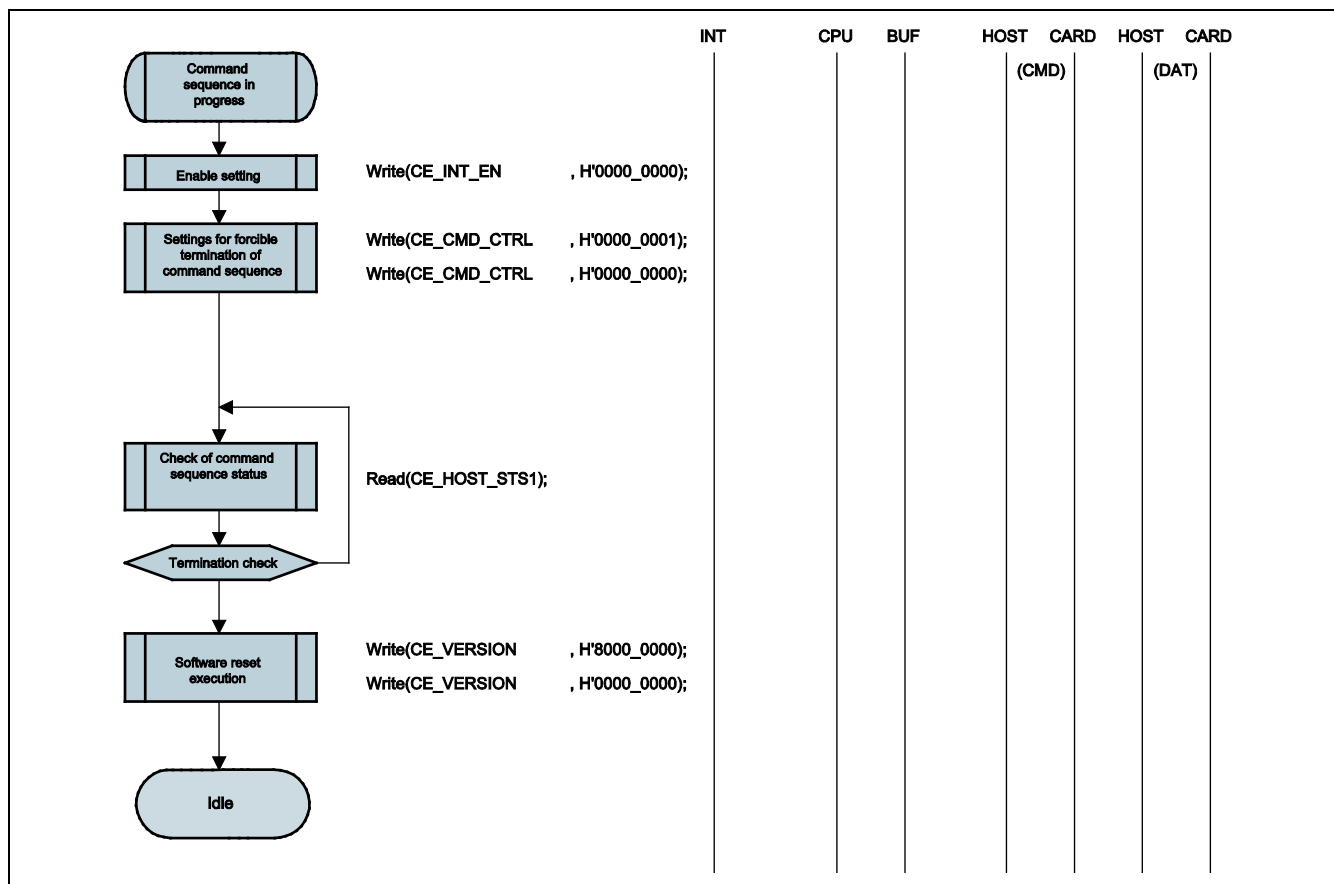 INT CPU BUF HOST CARD HOST CARD
(CMD) (DAT)
Command
sequence in
progress
Enable setting
Write(CE_INT_EN , H'0000_0000);
Settings for forcible
termination of
command sequence
Write(CE_CMD_CTRL , H'0000_0001);
Write(CE_CMD_CTRL , H'0000_0000);
Check of command
sequence status
Read(CE_HOST_STS1);
Termination check
Software reset
execution
Write(CE_VERSION , H'8000_0000);
Write(CE_VERSION , H'0000_0000);
Idle